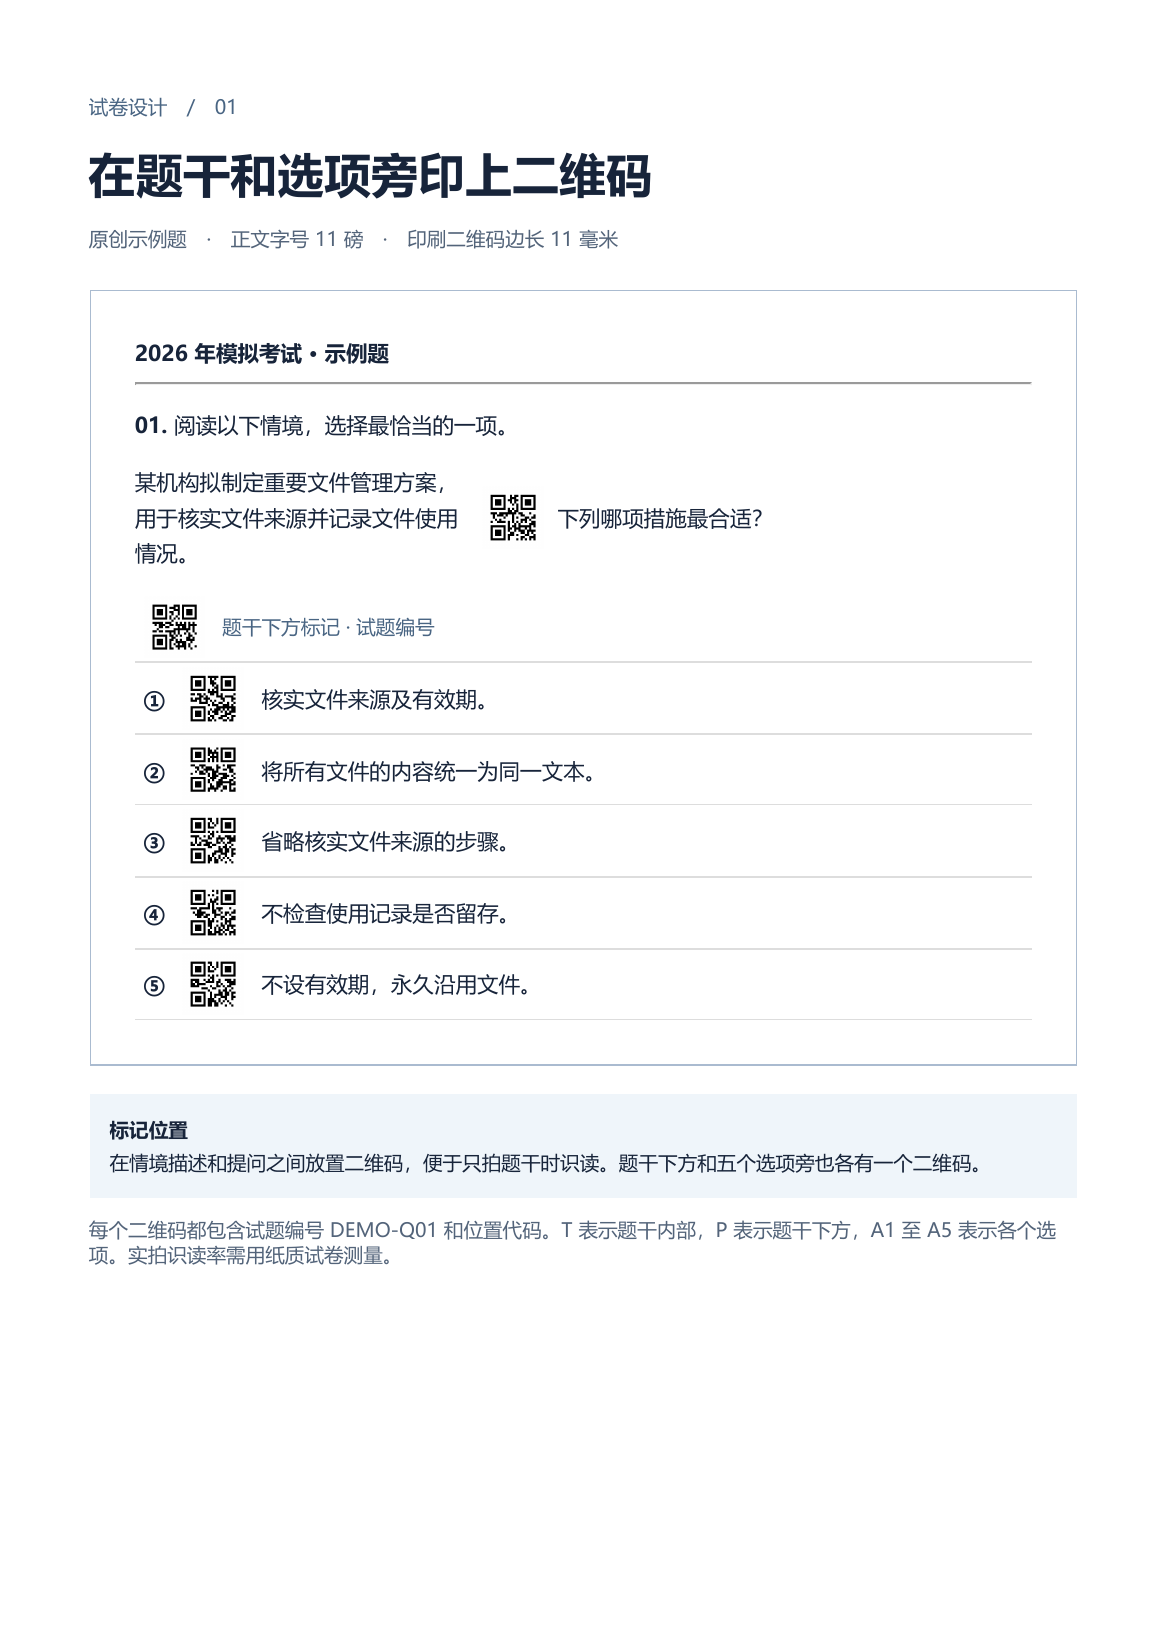 试卷设计 / 01
在题干和选项旁印上二维码
原创示例题 · 正文字号 11 磅 · 印刷二维码边长 11 毫米
2026 年模拟考试 • 示例题
01. 阅读以下情境，选择最恰当的一项。
某机构拟制定重要文件管理方案，
用于核实文件来源并记录文件使用
情况。
下列哪项措施最合适？
题干下方标记 · 试题编号
① 核实文件来源及有效期。
② 将所有文件的内容统一为同一文本。
③ 省略核实文件来源的步骤。
④ 不检查使用记录是否留存。
⑤ 不设有效期，永久沿用文件。
标记位置
在情境描述和提问之间放置二维码，便于只拍题干时识读。题干下方和五个选项旁也各有一个二维码。
每个二维码都包含试题编号 DEMO-Q01 和位置代码。T 表示题干内部，P 表示题干下方，A1 至 A5 表示各个选
项。实拍识读率需用纸质试卷测量。